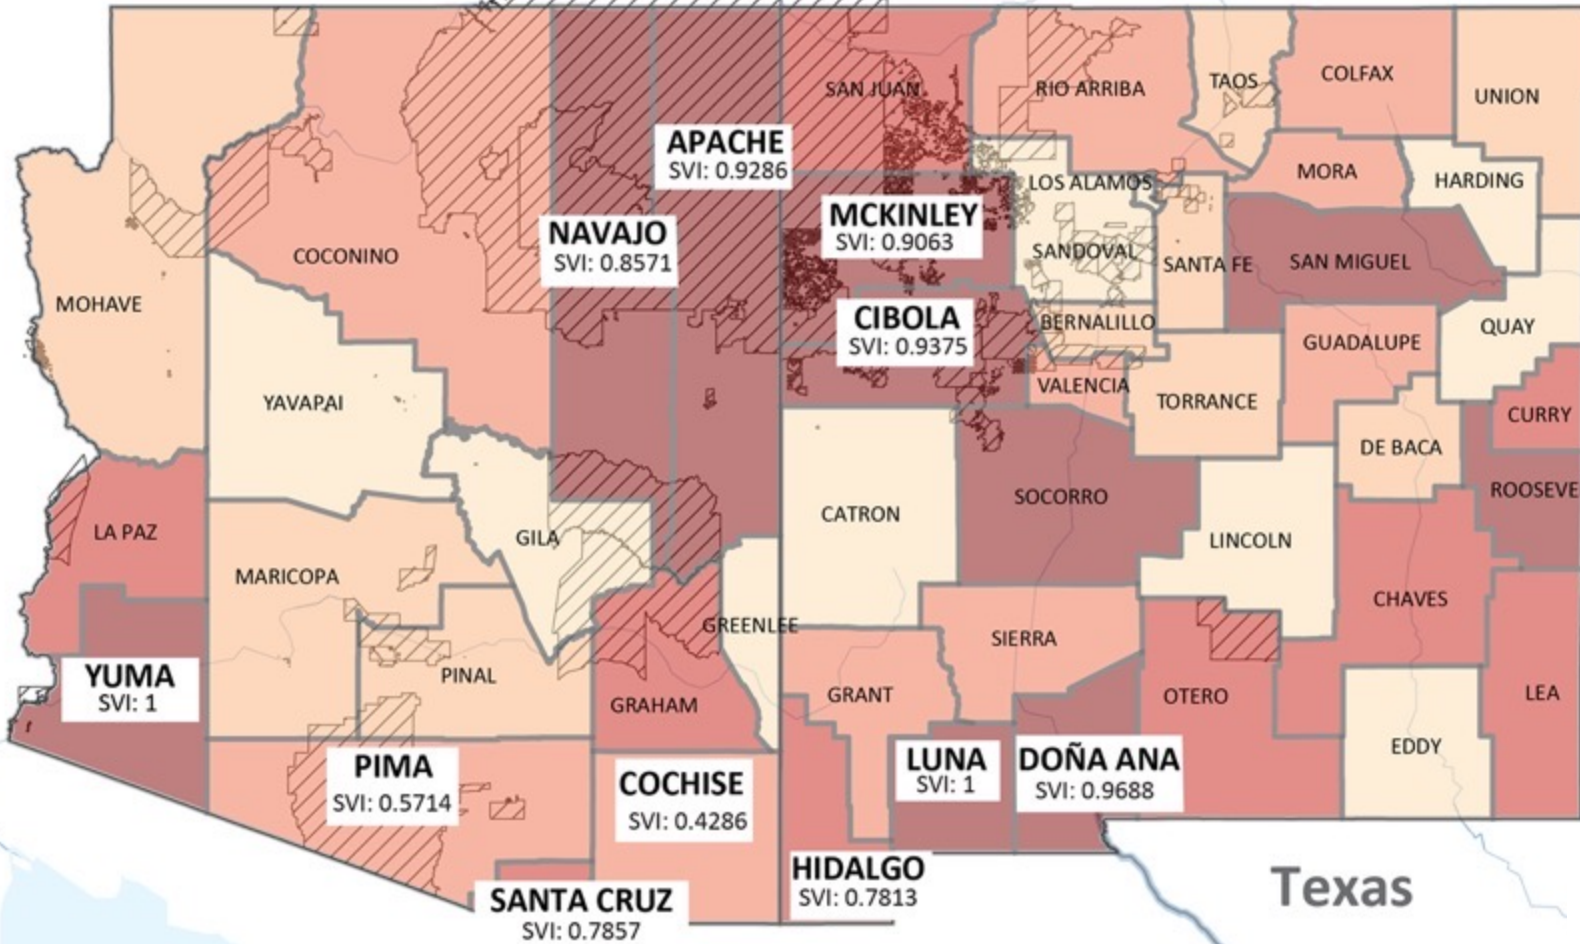 SAN JUAN
RIO ARRIBA
TAOS
COLFAX
UNION
APACHE
SVI: 0.9286
MORA
HARDING
LOS ALAMOS
MCKINLEY
SVI: 0.9063
NAVAJO
SVI: 0.8571
COCONINO
SANDOVAL
SANTA FE
SAN MIGUEL
MOHAVE
CIBOLA
SVI: 0.9375
BERNALILLO
QUAY
GUADALUPE
VALENCIA
YAVAPAI
TORRANCE
CURRY
DE BACA
ROOSEVE
SOCORRO
CATRON
LA PAZ
GILA
LINCOLN
MARICOPA
CHAVES
GREENLEE
SIERRA
YUMA
SVI: 1
PINAL
GRAHAM
GRANT
OTERO
LEA
EDDY
PIMA
SVI: 0.5714
COCHISE
SVI: 0.4286
LUNA
SVI: 1
DOÑA ANA
SVI: 0.9688
HIDALGO
SVI: 0.7813
SANTA CRUZ
SVI: 0.7857
Texas